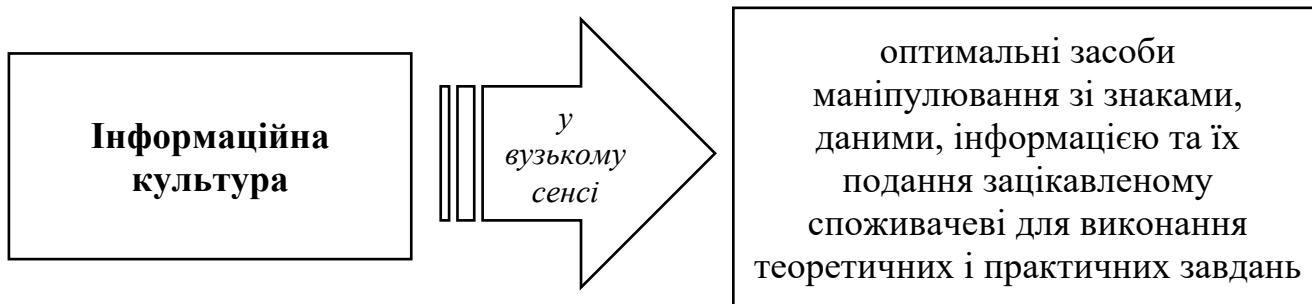 Інформаційна
культура
у
вузькому
сенсі
оптимальні засоби
маніпулювання зі знаками,
даними, інформацією та їх
подання зацікавленому
споживачеві для виконання
теоретичних і практичних завдань